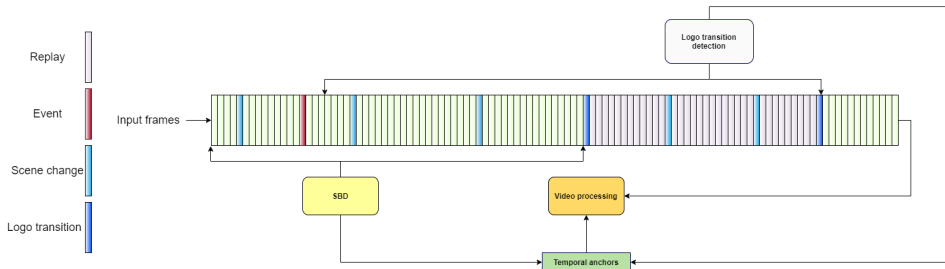 Logo transition
detection
Replay
Event
Input frames
Scene change
SBD
Video processing
Logo transition
Temporal anchors